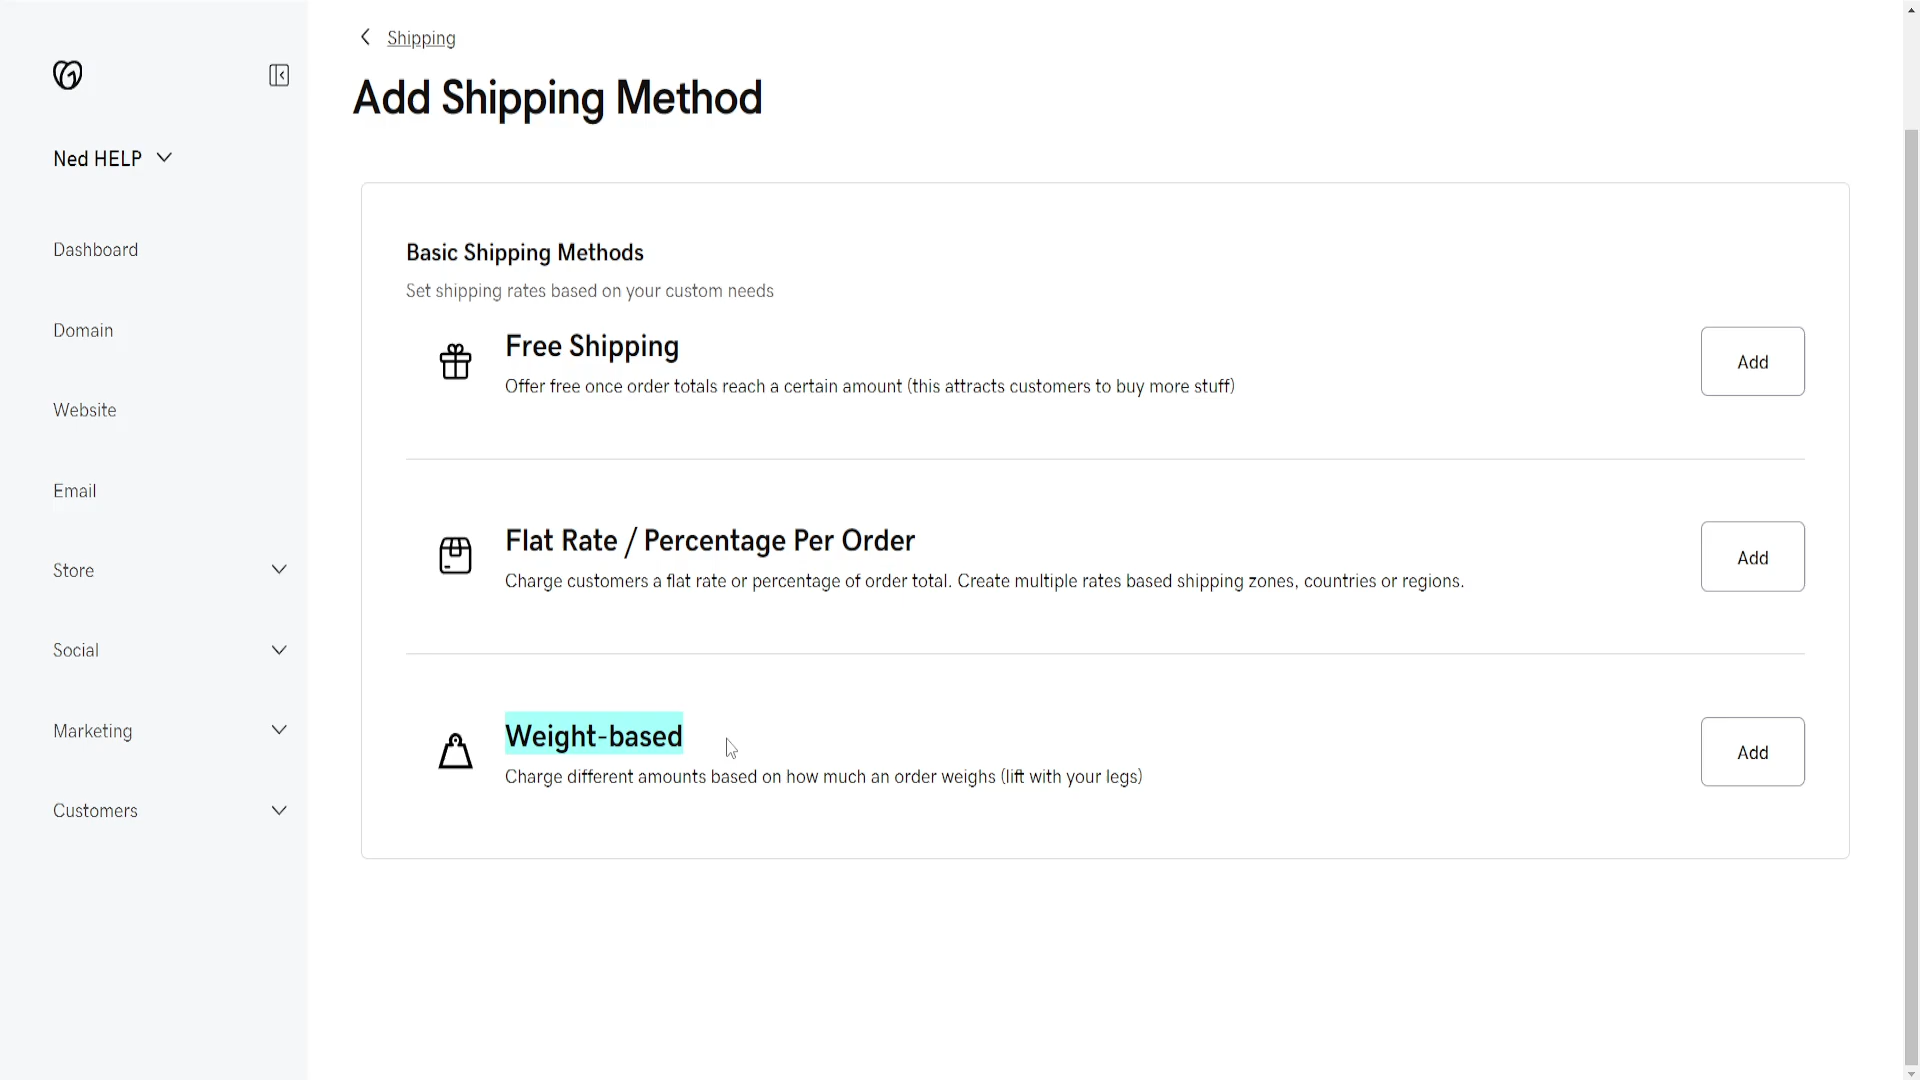 Shipping
Add Shipping Method
Ned HELP
Dashboard
Domain
Website
Email
Store
Social
Marketing
Customers
Basic Shipping Methods
Set shipping rates based on your custom needs
Free Shipping
Offer free once order totals reach a certain amount (this attracts customers to buy more stuff)
Add
Flat Rate / Percentage Per Order
Charge customers a flat rate or percentage of order total. Create multiple rates based shipping zones, countries or regions.
Add
Weight-based
Charge different amounts based on how much an order weighs (lift with your legs)
Add